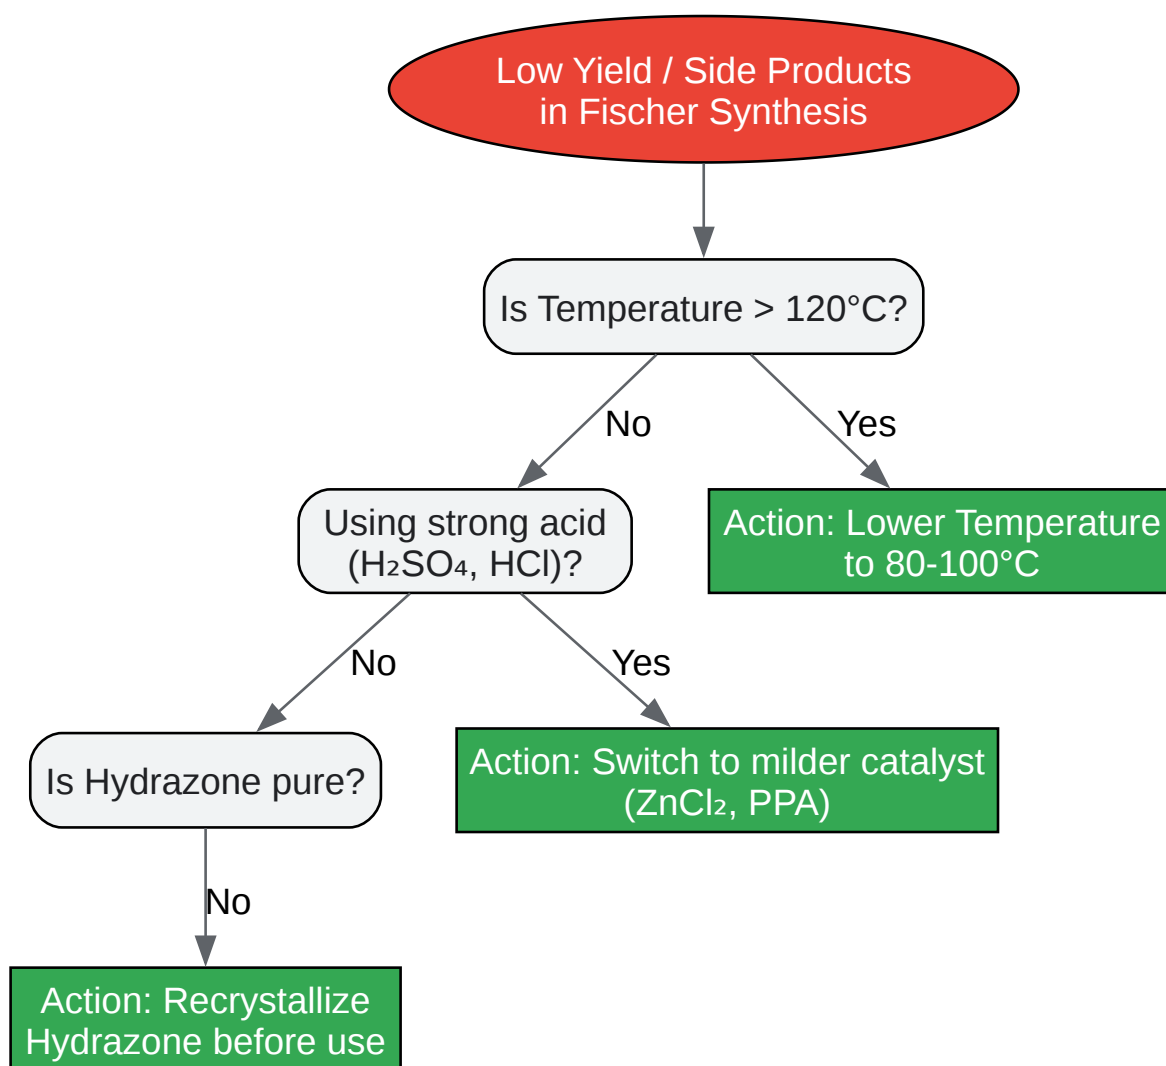 Low Yield / Side Products
in Fischer Synthesis
Is Temperature > 120°C?
No
Yes
Using strong acid
(H₂SO₄, HCl)?
Action: Lower Temperature
to 80-100°C
No
Yes
Is Hydrazone pure?
Action: Switch to milder catalyst
(ZnCl₂, PPA)
No
Action: Recrystallize
Hydrazone before use